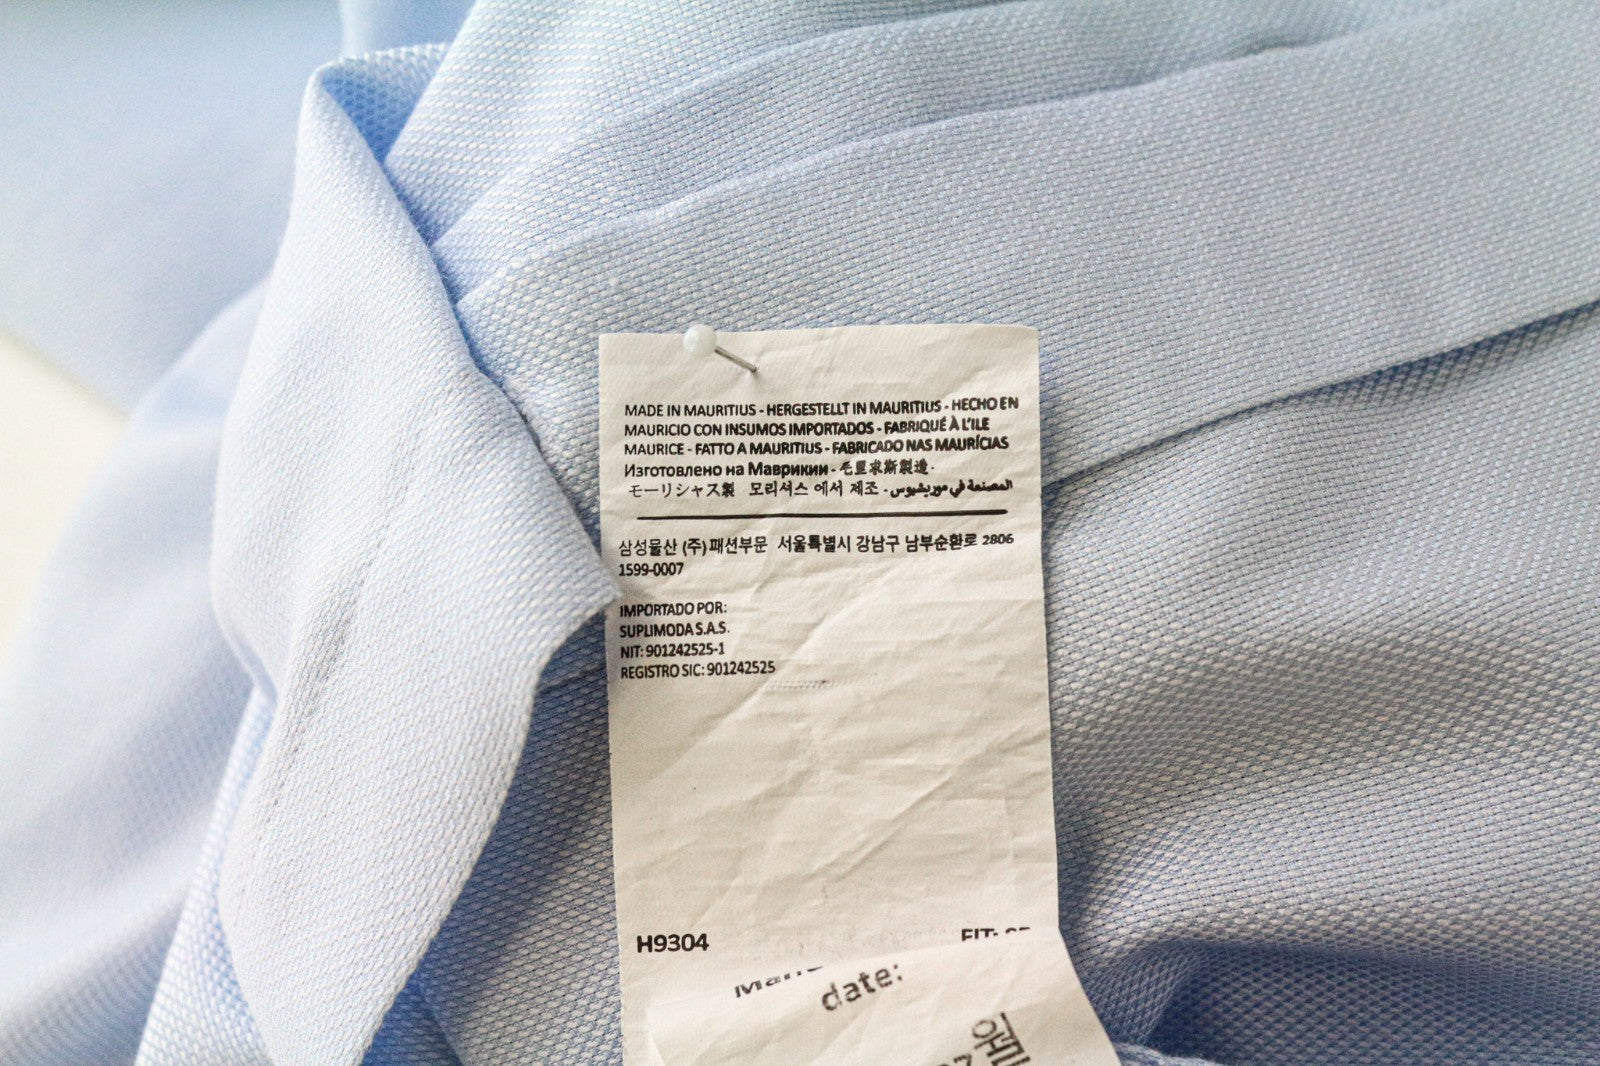 MADE IN MAURITIUS - HERGESTELLT IN MAURITIUS - HECHO EN
MAURICIO CON INSUMOS IMPORTADOS - FABRIQUÉ À L'ILE
MAURICE - FATTO A MAURITIUS - FABRICADO NAS MAURÍCIAS
Изготовлено на Маврикии - 毛里求斯製造 -
モーリシャス製 모리셔스 에서 제조 - المصنعة في موريشيوس
삼성물산 (주) 패션부문 서울특별시 강남구 남부순환로 2806
1599-0007
IMPORTADO POR:
SUPLIMODA S.A.S.
NIT: 901242525-1
REGISTRO SIC: 901242525
H9304 FIT:
date: